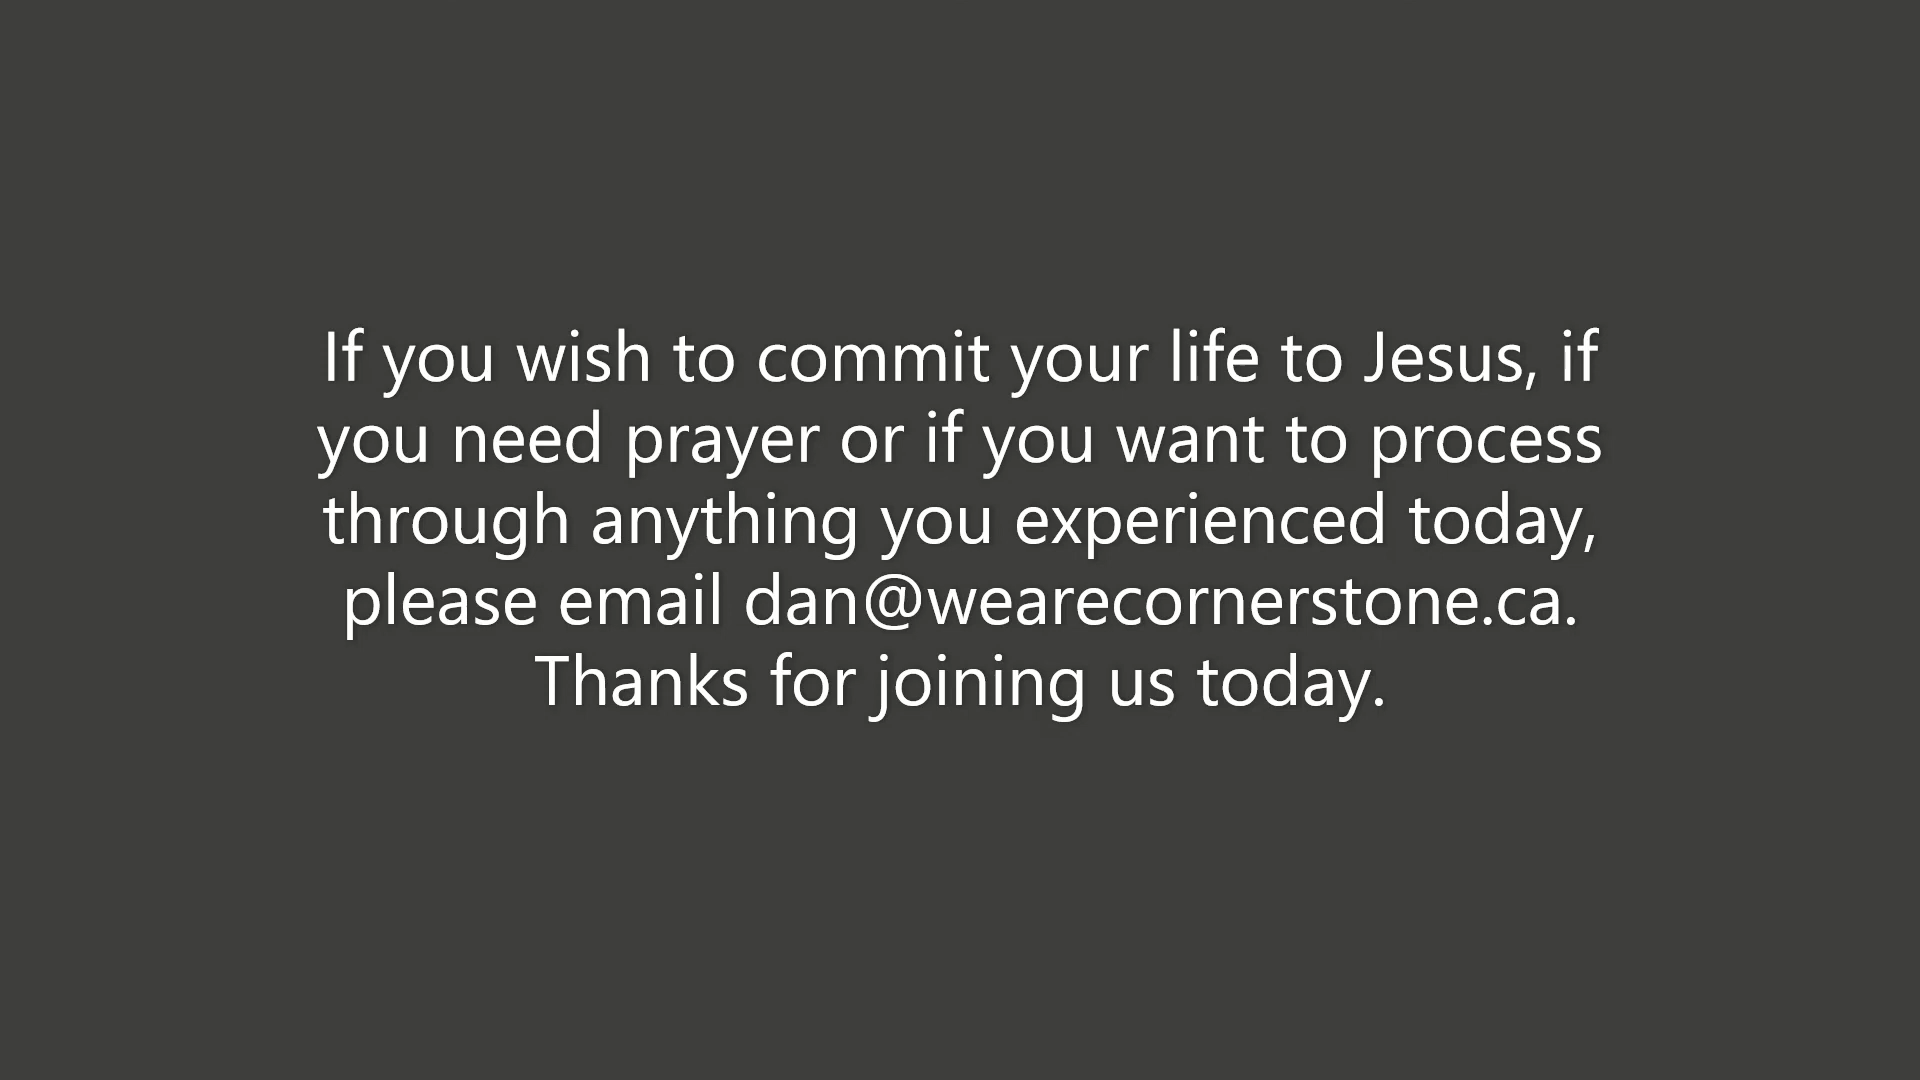 If you wish to commit your life to Jesus, if
you need prayer or if you want to process
through anything you experienced today,
please email dan@wearecornerstone.ca.
Thanks for joining us today.